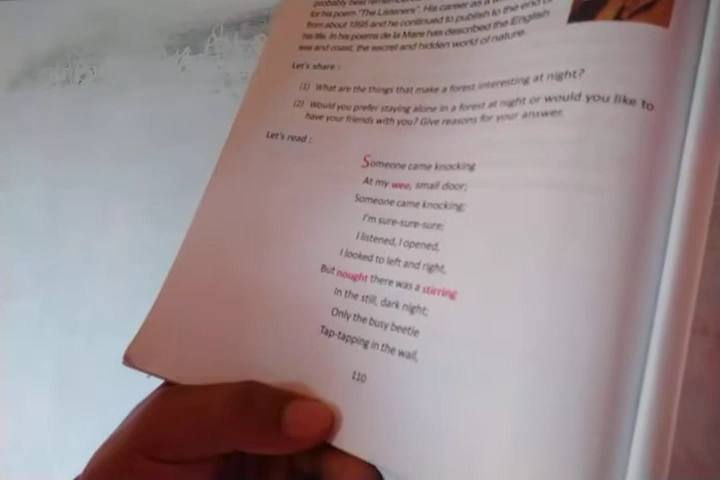 probably best remembered
for his poem "The Listeners". His career as a
from about 1895 and he continued to publish to the end of
his life. In his poems de la Mare has described the English
sea and coast, the secret and hidden world of nature.
Let's share :
(1) What are the things that make a forest interesting at night?
(2) Would you prefer staying alone in a forest at night or would you like to
have your friends with you? Give reasons for your answer.
Let's read :
Someone came knocking
At my wee, small door;
Someone came knocking;
I'm sure-sure-sure;
I listened, I opened,
I looked to left and right,
But nought there was a stirring
In the still, dark night;
Only the busy beetle
Tap-tapping in the wall,
110